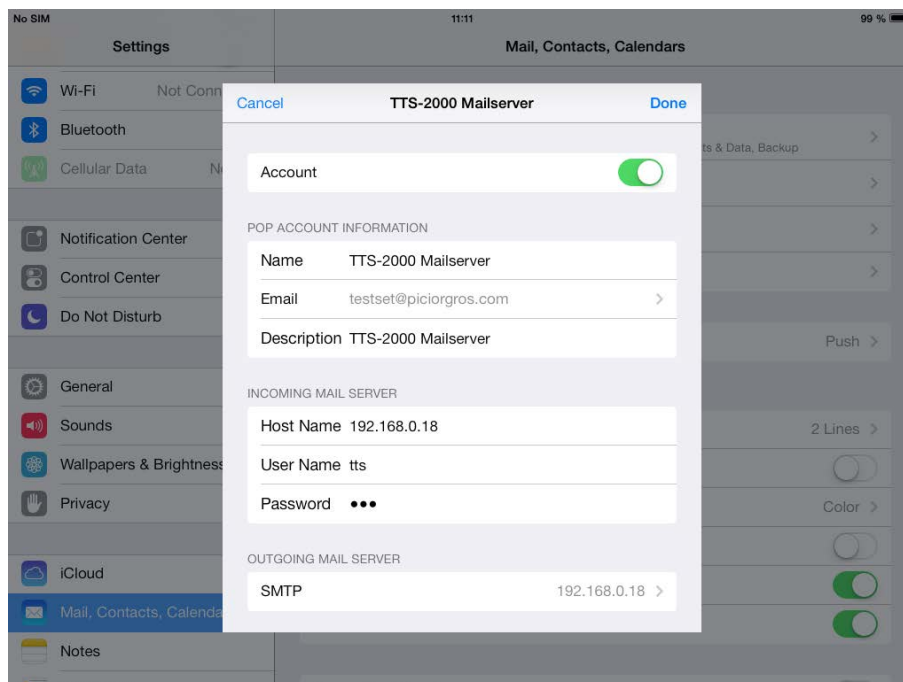 No SIM 11:11 99 %
Settings Mail, Contacts, Calendars
Wi-Fi Not Conn
Bluetooth
Cellular Data N
Notification Center
Control Center
Do Not Disturb
General
Sounds
Wallpapers & Brightness
Privacy
iCloud
Mail, Contacts, Calenda
Notes
Cancel TTS-2000 Mailserver Done
Account
POP ACCOUNT INFORMATION
Name TTS-2000 Mailserver
Email testset@piciorgros.com
Description TTS-2000 Mailserver
INCOMING MAIL SERVER
Host Name 192.168.0.18
User Name tts
Password •••
OUTGOING MAIL SERVER
SMTP 192.168.0.18
ts & Data, Backup
Push
2 Lines
Color